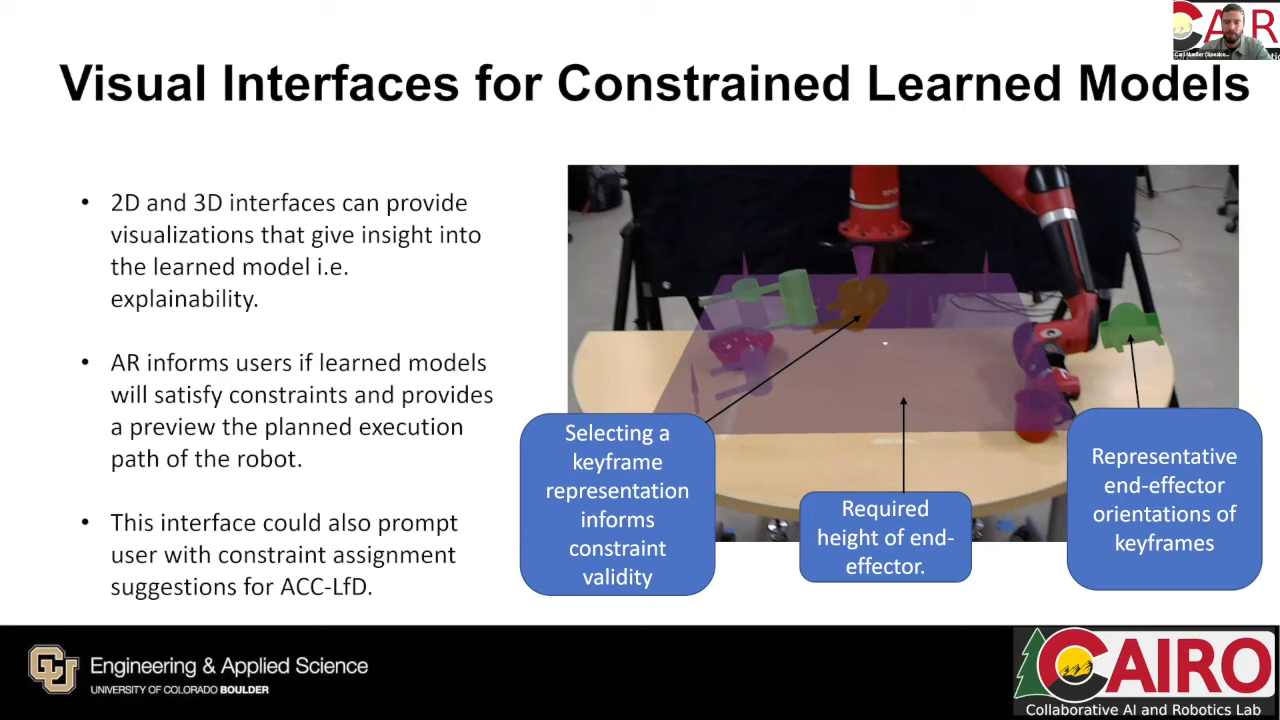 Visual Interfaces for Constrained Learned Models
• 2D and 3D interfaces can provide
visualizations that give insight into
the learned model i.e.
explainability.
• AR informs users if learned models
will satisfy constraints and provides
a preview the planned execution
path of the robot.
• This interface could also prompt
user with constraint assignment
suggestions for ACC-LfD.
Selecting a
keyframe
representation
informs
constraint
validity
Required
height of end-
effector.
Representative
end-effector
orientations of
keyframes
CU
Engineering & Applied Science
UNIVERSITY OF COLORADO BOULDER
CAIRO
Collaborative AI and Robotics Lab